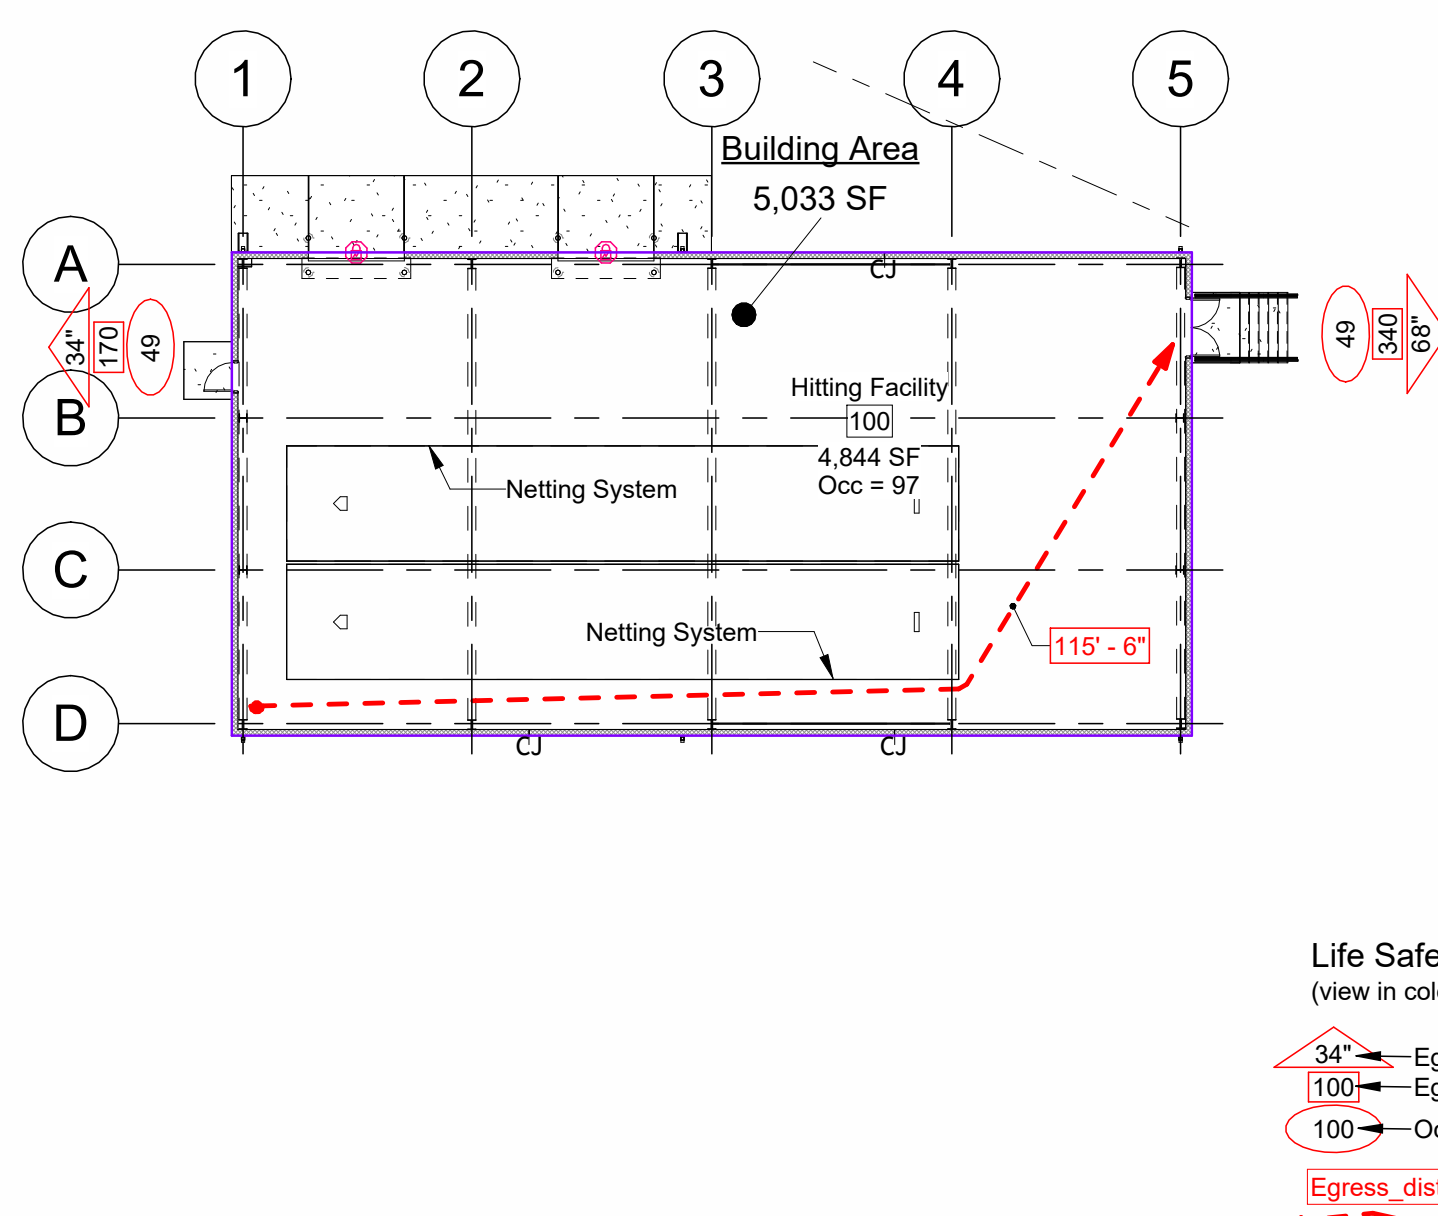 1
2
3
4
5
Building Area
5,033 SF
A
CJ
34"
170
49
49
340
68"
Hitting Facility
B
100
4,844 SF
Occ = 97
Netting System
C
Netting System
115' - 6"
D
CJ
CJ
Life Safe
(view in col
34"
Eg
100
Eg
100
Oc
Egress_dist